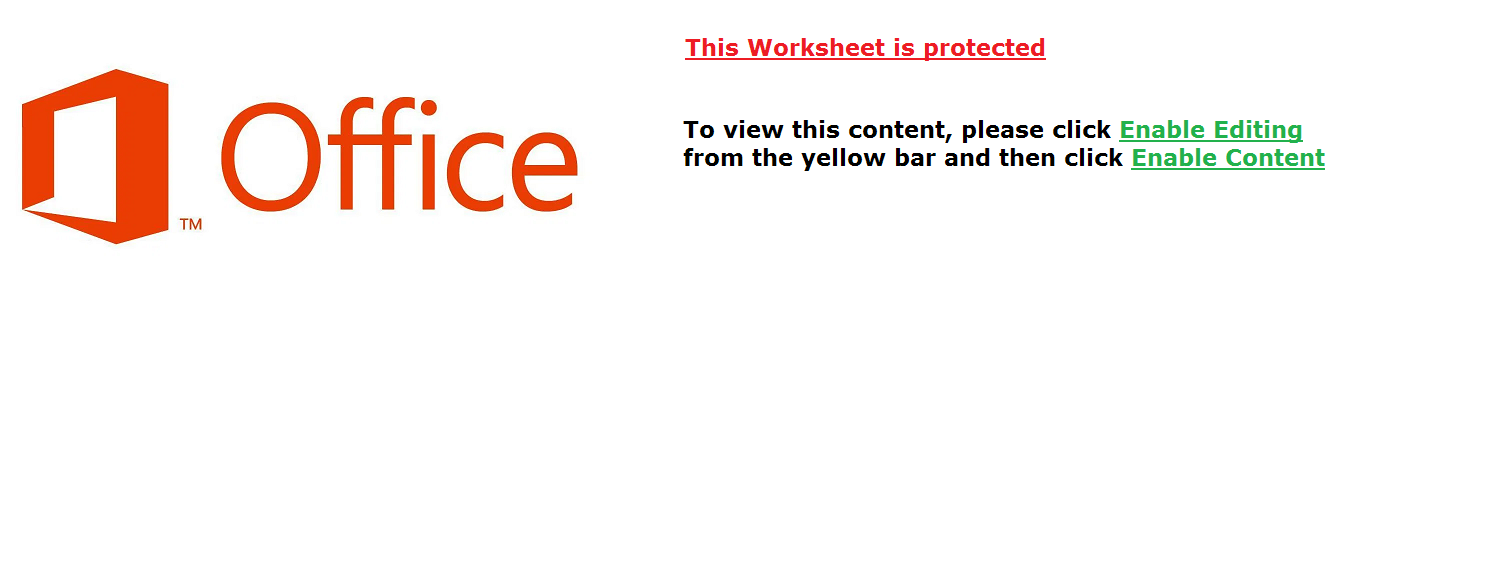 This Worksheet is protected
Office
TM
To view this content, please click Enable Editing
from the yellow bar and then click Enable Content